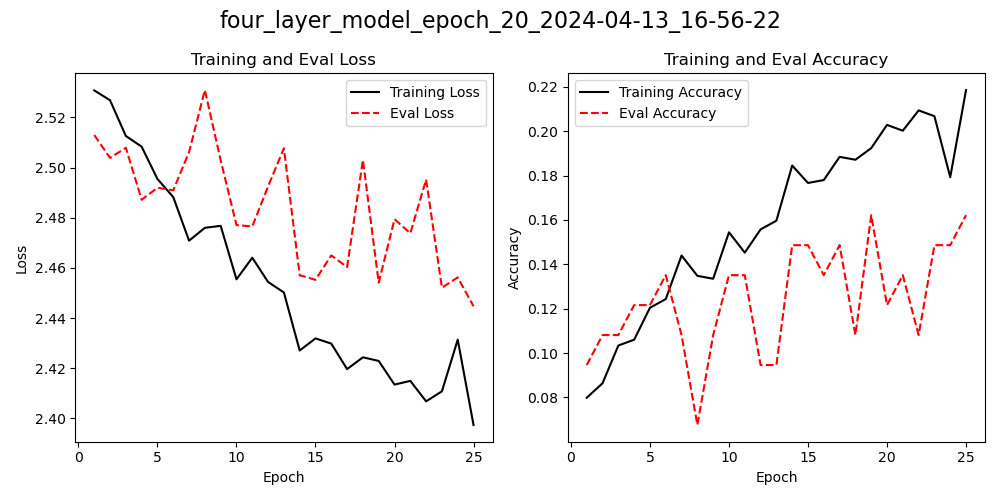 four_layer_model_epoch_20_2024-04-13_16-56-22
Training and Eval Loss
Training Loss
Eval Loss
2.52
2.50
2.48
2.46
2.44
2.42
2.40
Loss
0 5 10 15 20 25
Epoch
Training and Eval Accuracy
Training Accuracy
Eval Accuracy
0.22
0.20
0.18
0.16
0.14
0.12
0.10
0.08
Accuracy
0 5 10 15 20 25
Epoch